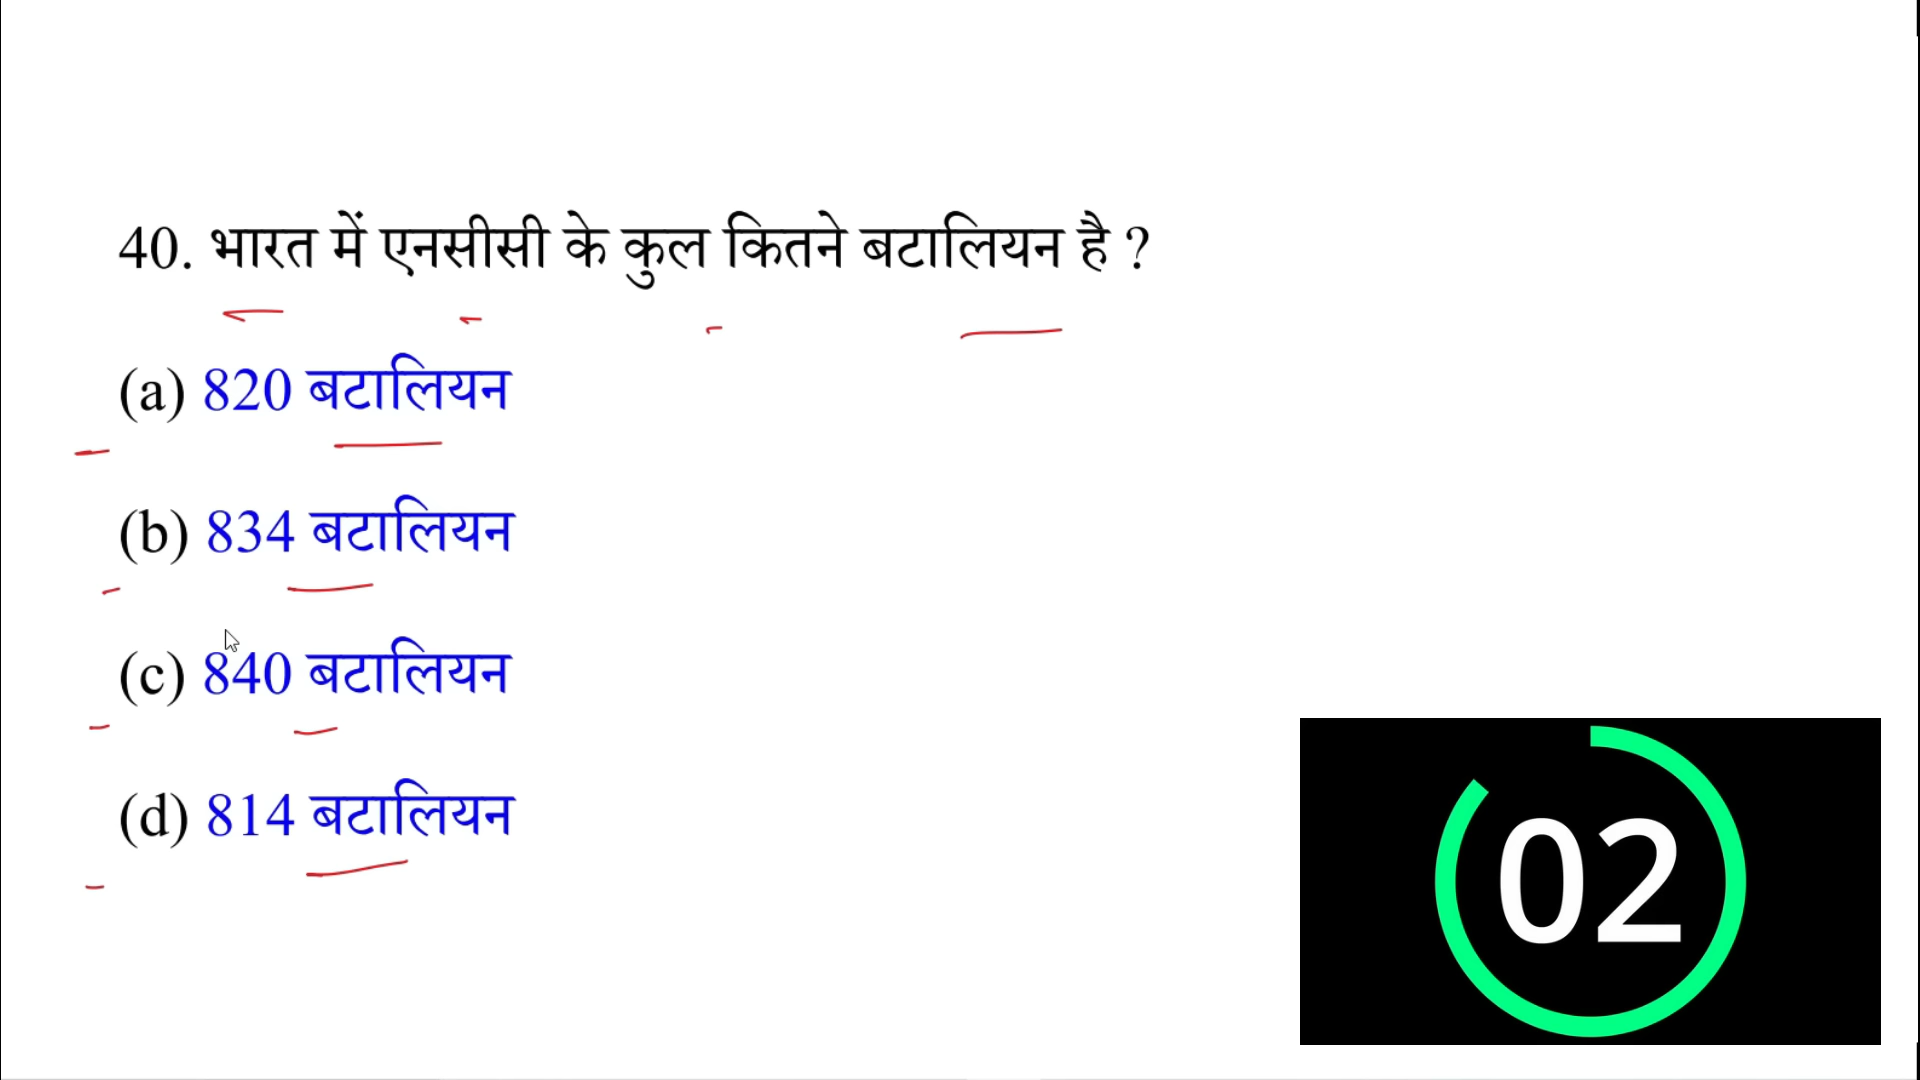 40. भारत में एनसीसी के कुल कितने बटालियन है ?
(a) 820 बटालियन
(b) 834 बटालियन
(c) 840 बटालियन
(d) 814 बटालियन
02